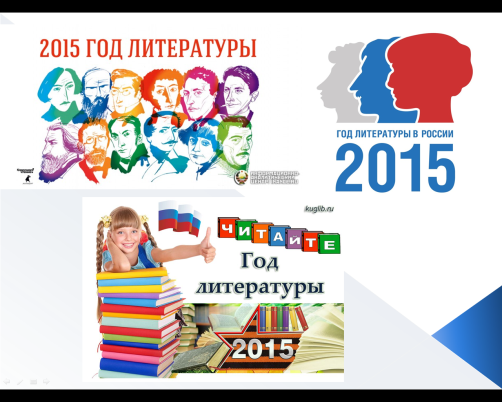 2015 ГОД ЛИТЕРАТУРЫ
ГОД ЛИТЕРАТУРЫ В РОССИИ
2015
kuglib.ru
ЧИТАЙТЕ
Год
литературы
2015